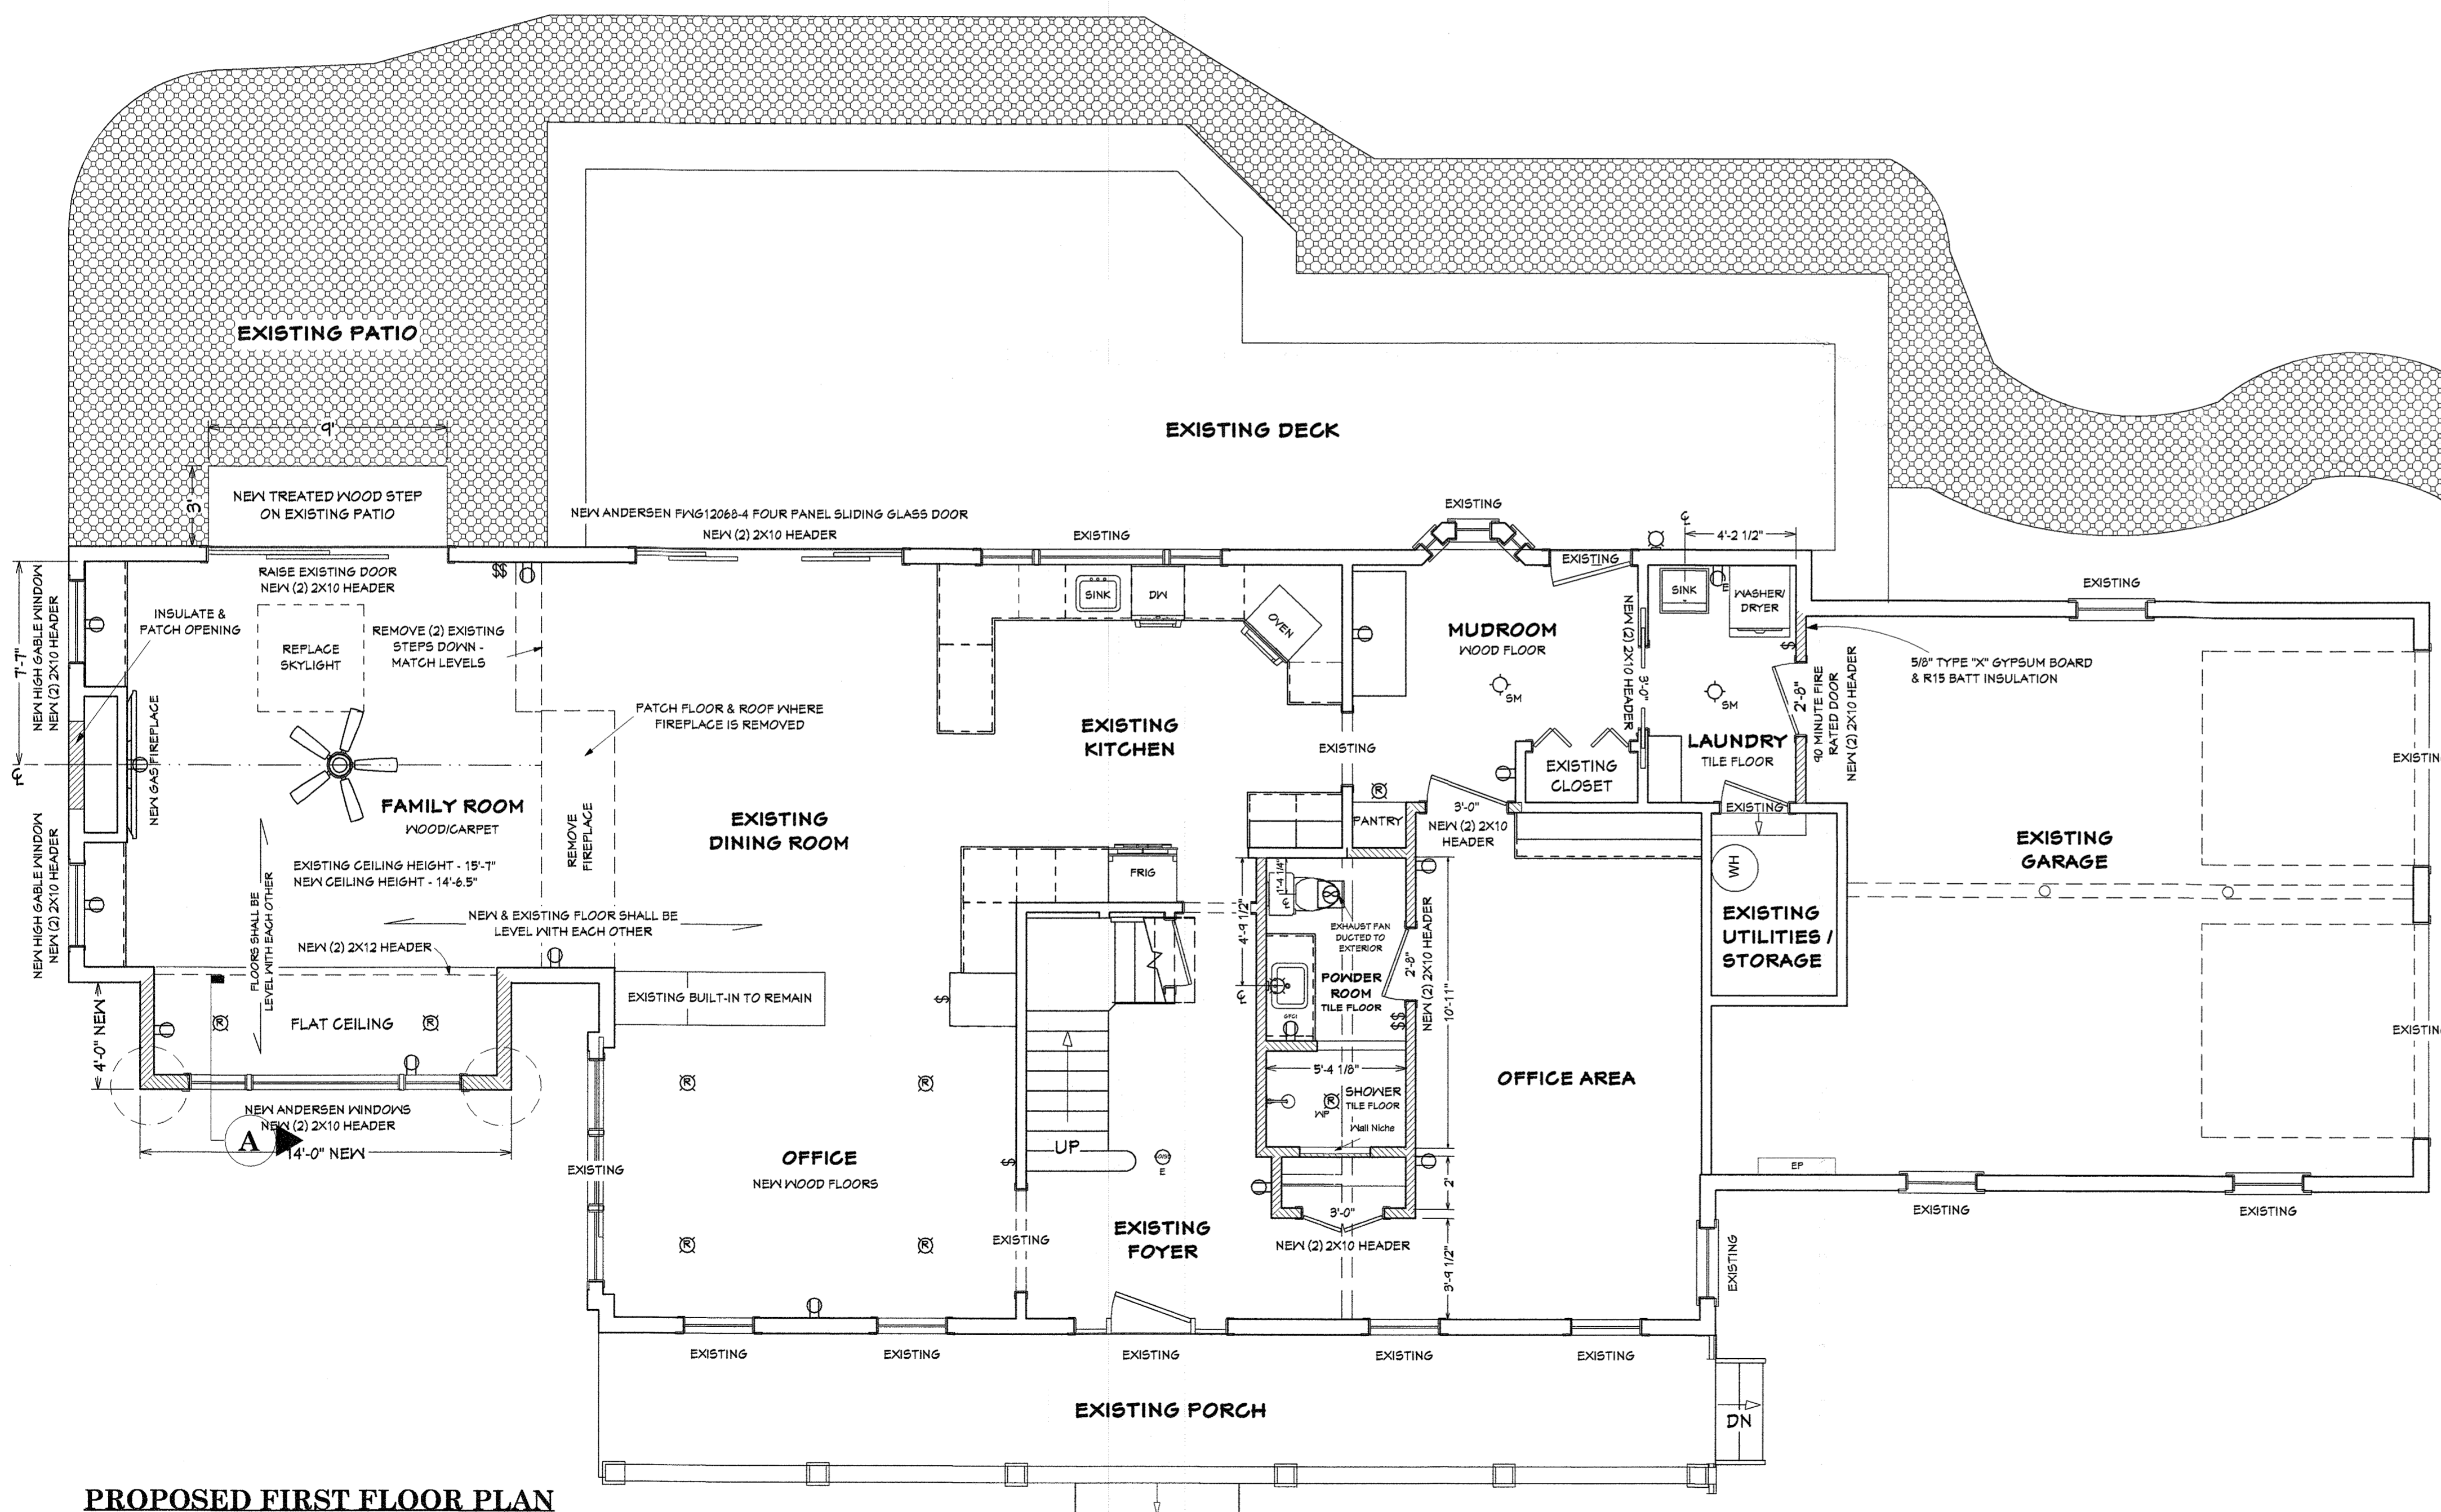 EXISTING PATIO
9'
3'
NEW TREATED WOOD STEP
ON EXISTING PATIO
EXISTING DECK
NEW ANDERSEN FWG12068-4 FOUR PANEL SLIDING GLASS DOOR
NEW (2) 2X10 HEADER
EXISTING
EXISTING
EXISTING
4'-2 1/2"
EXISTING
RAISE EXISTING DOOR
NEW (2) 2X10 HEADER
NEW HIGH GABLE WINDOW
NEW (2) 2X10 HEADER
7'-7"
INSULATE &
PATCH OPENING
REPLACE
SKYLIGHT
REMOVE (2) EXISTING
STEPS DOWN -
MATCH LEVELS
PATCH FLOOR & ROOF WHERE
FIREPLACE IS REMOVED
NEW GAS FIREPLACE
FAMILY ROOM
WOOD/CARPET
REMOVE
FIREPLACE
EXISTING CEILING HEIGHT - 15'-7"
NEW CEILING HEIGHT - 14'-6.5"
NEW HIGH GABLE WINDOW
NEW (2) 2X10 HEADER
FLOORS SHALL BE
LEVEL WITH EACH OTHER
NEW & EXISTING FLOOR SHALL BE
LEVEL WITH EACH OTHER
NEW (2) 2X12 HEADER
FLAT CEILING
R
R
4'-0" NEW
NEW ANDERSEN WINDOWS
NEW (2) 2X10 HEADER
A
14'-0" NEW
EXISTING
DINING ROOM
EXISTING BUILT-IN TO REMAIN
SINK
DW
OVEN
EXISTING
KITCHEN
FRIG
EXISTING
MUDROOM
WOOD FLOOR
SM
NEW (2) 2X10 HEADER
3'-0"
SINK
E
WASHER/
DRYER
$
SM
LAUNDRY
TILE FLOOR
2'-8"
90 MINUTE FIRE
RATED DOOR
NEW (2) 2X10 HEADER
5/8" TYPE "X" GYPSUM BOARD
& R15 BATT INSULATION
EXISTING
CLOSET
R
PANTRY
3'-0"
NEW (2) 2X10
HEADER
EXISTING
WH
EXISTING
UTILITIES /
STORAGE
EXISTING
GARAGE
EXISTING
1'-4 1/4"
4'-9 1/2"
EXHAUST FAN
DUCTED TO
EXTERIOR
POWDER
ROOM
TILE FLOOR
GFCI
$$
2'-8"
NEW (2) 2X10 HEADER
10'-11"
5'-4 1/8"
SHOWER
TILE FLOOR
R
WP
Wall Niche
2'
3'-0"
NEW (2) 2X10 HEADER
3'-9 1/2"
OFFICE AREA
EP
EXISTING
EXISTING
EXISTING
UP
E
EXISTING
FOYER
OFFICE
NEW WOOD FLOORS
R
R
R
R
EXISTING
EXISTING
EXISTING
EXISTING
EXISTING
EXISTING
EXISTING
EXISTING PORCH
DN
PROPOSED FIRST FLOOR PLAN